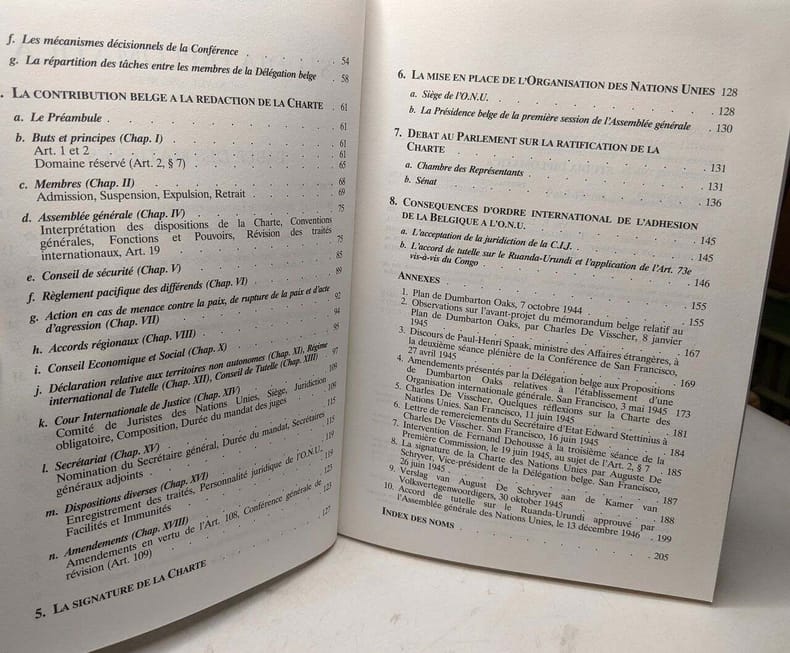 f. Les mécanismes décisionnels de la Conférence . . . . . 54
g. La répartition des tâches entre les membres de la Délégation belge 58
. LA CONTRIBUTION BELGE A LA REDACTION DE LA CHARTE . 61
a. Le Préambule . . . . . 61
b. Buts et principes (Chap. I) . . . . . 61
Art. 1 et 2 . . . . . 61
Domaine réservé (Art. 2, § 7) . . . . . 65
c. Membres (Chap. II) . . . . . 68
Admission, Suspension, Expulsion, Retrait . . . . . 69
d. Assemblée générale (Chap. IV) . . . . . 75
Interprétation des dispositions de la Charte, Conventions
générales, Fonctions et Pouvoirs, Révision des traités
internationaux, Art. 19 . . . . . 75
e. Conseil de sécurité (Chap. V) . . . . . 85
f. Règlement pacifique des différends (Chap. VI) . . . . . 89
g. Action en cas de menace contre la paix, de rupture de la paix et d'acte
d'agression (Chap. VII) . . . . . 92
h. Accords régionaux (Chap. VIII) . . . . . 94
i. Conseil Economique et Social (Chap. X) . . . . . 95
j. Déclaration relative aux territoires non autonomes (Chap. XI), Régime
international de Tutelle (Chap. XII), Conseil de Tutelle (Chap. XIII) 97
k. Cour Internationale de Justice (Chap. XIV) . . . . . 109
Comité de Juristes des Nations Unies, Siège, Juridiction
obligatoire, Composition, Durée du mandat des juges . 109
l. Secrétariat (Chap. XV) . . . . . 115
Nomination du Secrétaire général, Durée du mandat, Secrétaires
généraux adjoints . . . . . 115
m. Dispositions diverses (Chap. XVI) . . . . . 119
Enregistrement des traités, Personnalité juridique de l'O.N.U.,
Facilités et Immunités . . . . . 119
n. Amendements (Chap. XVIII) . . . . . 123
Amendements en vertu de l'Art. 108, Conférence générale de
révision (Art. 109) . . . . . 123
5. LA SIGNATURE DE LA CHARTE . . . . . 127
6. LA MISE EN PLACE DE L'ORGANISATION DES NATIONS UNIES 128
a. Siège de l'O.N.U. . . . . . 128
b. La Présidence belge de la première session de l'Assemblée générale . 130
7. DEBAT AU PARLEMENT SUR LA RATIFICATION DE LA
CHARTE . . . . . 131
a. Chambre des Représentants . . . . . 131
b. Sénat . . . . . 136
8. CONSEQUENCES D'ORDRE INTERNATIONAL DE L'ADHESION
DE LA BELGIQUE A L'O.N.U. . . . . . 145
a. L'acceptation de la juridiction de la C.I.J. . . . . . 145
b. L'accord de tutelle sur le Ruanda-Urundi et l'application de l'Art. 73e
vis-à-vis du Congo . . . . . 146
ANNEXES . . . . . 155
1. Plan de Dumbarton Oaks, 7 octobre 1944 . . . . . 155
2. Observations sur l'avant-projet du mémorandum belge relatif au
Plan de Dumbarton Oaks, par Charles De Visscher, 8 janvier
1945 . . . . . 167
3. Discours de Paul-Henri Spaak, ministre des Affaires étrangères, à
la deuxième séance plénière de la Conférence de San Francisco,
27 avril 1945 . . . . . 169
4. Amendements présentés par la Délégation belge aux Propositions
de Dumbarton Oaks relatives à l'établissement d'une
Organisation internationale générale. San Francisco, 3 mai 1945 173
5. Charles De Visscher, Quelques réflexions sur la Charte des
Nations Unies. San Francisco, 11 juin 1945 . . . . . 181
6. Lettre de remerciements du Secrétaire d'Etat Edward Stettinius à
Charles De Visscher. San Francisco, 16 juin 1945 . . . . . 184
7. Intervention de Fernand Dehousse à la troisième séance de la
Première Commission, le 19 juin 1945, au sujet de l'Art. 2, § 7 . 185
8. La signature de la Charte des Nations Unies par Auguste De
Schryver, Vice-président de la Délégation belge. San Francisco,
26 juin 1945 . . . . . 187
9. Verslag van August De Schryver aan de Kamer van
Volksvertegenwoordigers, 30 oktober 1945 . . . . . 188
10. Accord de tutelle sur le Ruanda-Urundi approuvé par
l'Assemblée générale des Nations Unies, le 13 décembre 1946 . 199
INDEX DES NOMS . . . . . 205